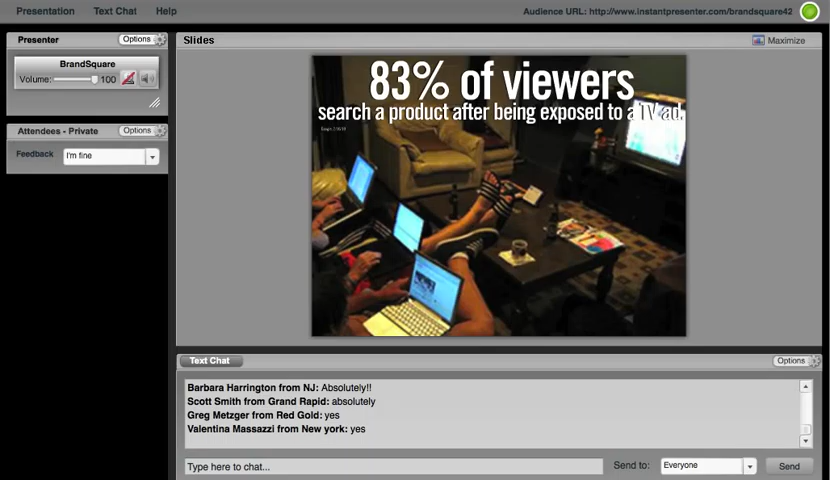 Presentation Text Chat Help
Audience URL: http://www.instantpresenter.com/brandsquare42
Presenter
Options
BrandSquare
Volume: 100
Attendees - Private
Options
Feedback
I'm fine
Slides
Maximize
83% of viewers
search a product after being exposed to a TV ad.
Text Chat
Options
Barbara Harrington from NJ: Absolutely!!
Scott Smith from Grand Rapid: absolutely
Greg Metzger from Red Gold: yes
Valentina Massazzi from New york: yes
Type here to chat...
Send to:
Everyone
Send